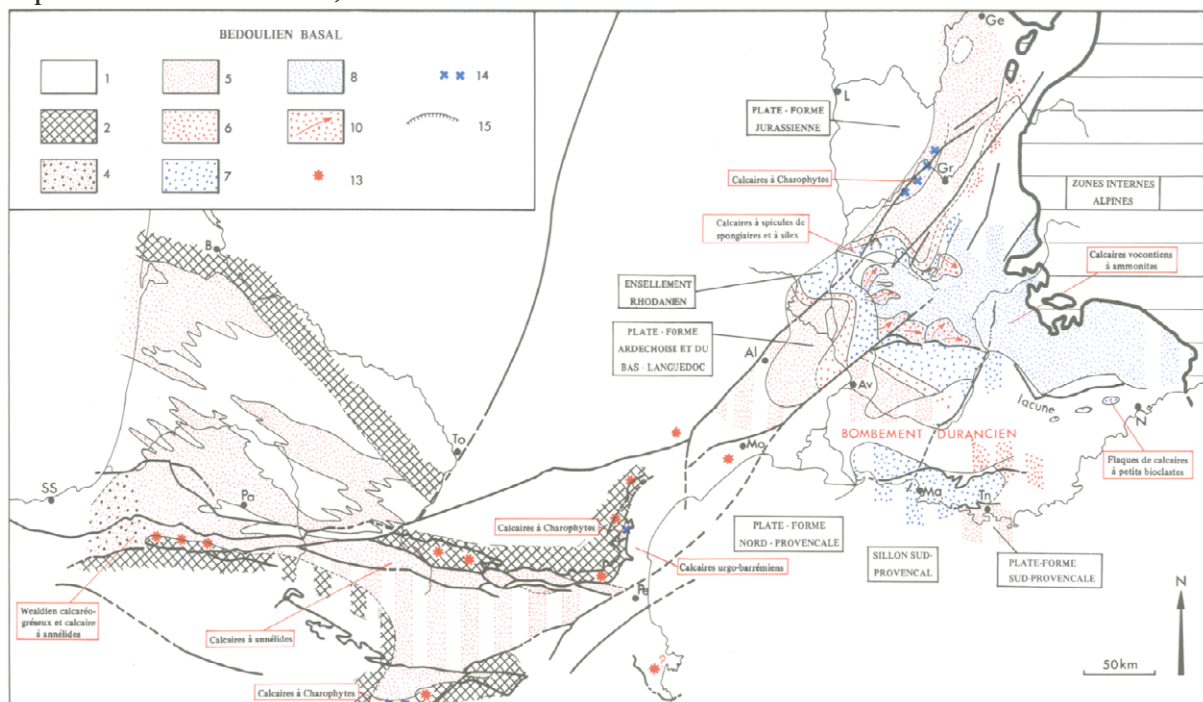 BEDOULIEN BASAL
1
5
8
14
2
6
10
15
4
7
13
Ge
L
PLATE - FORME
JURASSIENNE
Calcaires à Charophytes
Gr
ZONES INTERNES
ALPINES
Calcaires à spicules de
spongiaires et à silex
Calcaires vocontiens
à ammonites
B
ENSELLEMENT
RHODANIEN
PLATE - FORME
ARDECHOISE ET DU
BAS - LANGUEDOC
Al
Av
lacune
N
To
Mo
BOMBEMENT DURANCIEN
Flaques de calcaires
à petits bioclastes
SS
Pa
Ma
Tn
Calcaires à Charophytes
PLATE - FORME
NORD - PROVENCALE
Calcaires urgo-barrémiens
SILLON SUD-
PROVENCAL
PLATE-FORME
SUD-PROVENCALE
Pe
N
Wealdien calcaréo-
gréseux et calcaire
à annélides
Calcaires à annélides
?
50km
Calcaires à Charophytes